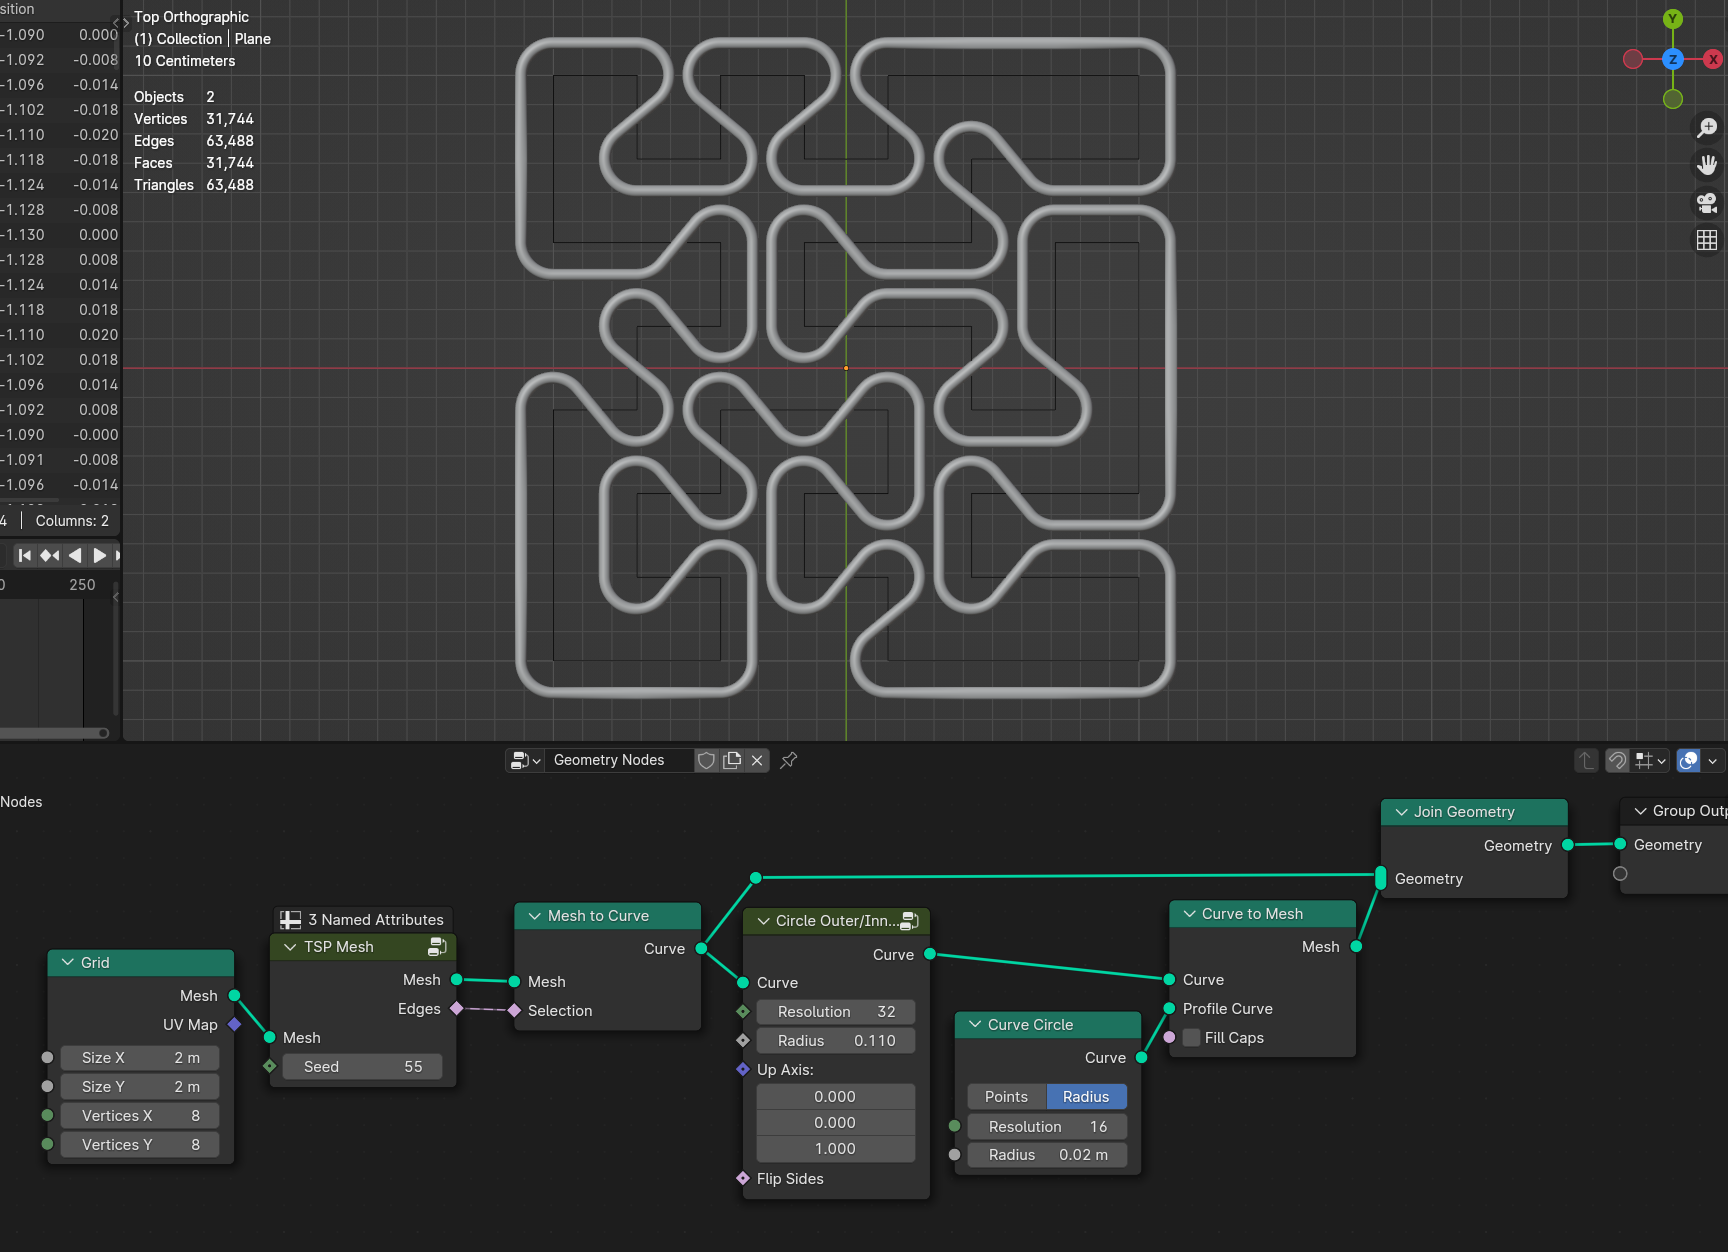 sition
-1.090 0.000
-1.092 -0.008
-1.096 -0.014
-1.102 -0.018
-1.110 -0.020
-1.118 -0.018
-1.124 -0.014
-1.128 -0.008
-1.130 0.000
-1.128 0.008
-1.124 0.014
-1.118 0.018
-1.110 0.020
-1.102 0.018
-1.096 0.014
-1.092 0.008
-1.090 -0.000
-1.091 -0.008
-1.096 -0.014
4 | Columns: 2
0 250
Top Orthographic
(1) Collection | Plane
10 Centimeters
Objects 2
Vertices 31,744
Edges 63,488
Faces 31,744
Triangles 63,488
Y
Z
X
Geometry Nodes
Nodes
Grid
Mesh
UV Map
Size X 2 m
Size Y 2 m
Vertices X 8
Vertices Y 8
3 Named Attributes
TSP Mesh
Mesh
Edges
Mesh
Seed 55
Mesh to Curve
Curve
Mesh
Selection
Circle Outer/Inn...
Curve
Curve
Resolution 32
Radius 0.110
Up Axis:
0.000
0.000
1.000
Flip Sides
Curve Circle
Curve
Points Radius
Resolution 16
Radius 0.02 m
Curve to Mesh
Mesh
Curve
Profile Curve
Fill Caps
Join Geometry
Geometry
Geometry
Group Outp
Geometry